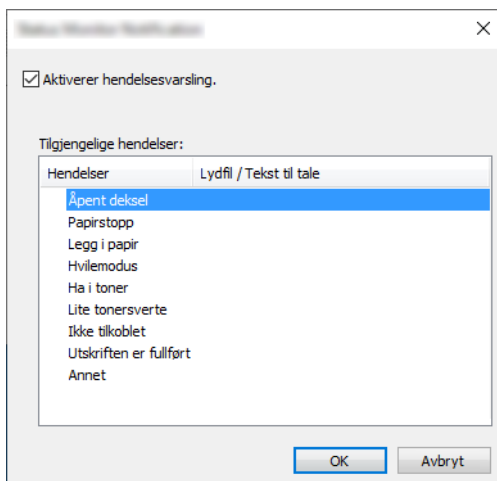 Aktiverer hendelsesvarsling.
Tilgjengelige hendelser:
Hendelser Lydfil / Tekst til tale
Åpent deksel
Papirstopp
Legg i papir
Hvilemodus
Ha i toner
Lite tonersverte
Ikke tilkoblet
Utskriften er fullført
Annet
OK Avbryt